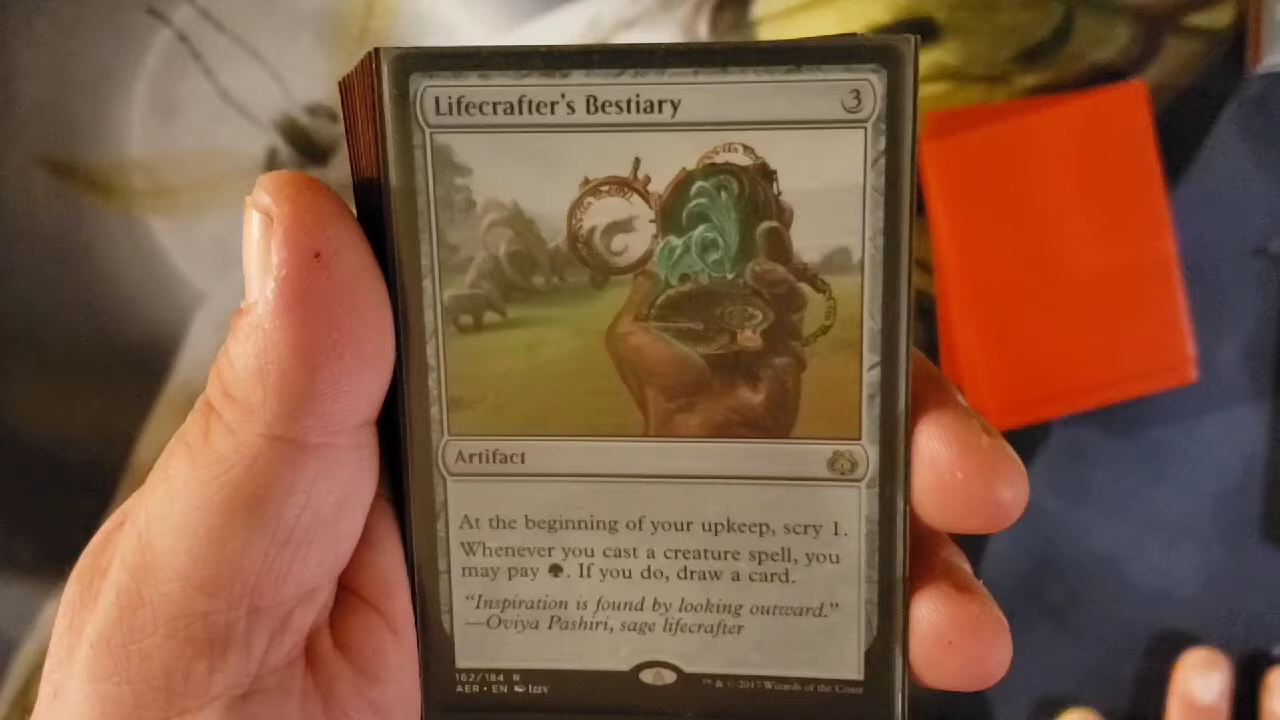 Lifecrafter's Bestiary 3
Artifact
At the beginning of your upkeep, scry 1.
Whenever you cast a creature spell, you
may pay . If you do, draw a card.
"Inspiration is found by looking outward."
—Oviya Pashiri, sage lifecrafter
162/184 R
AER • EN Izzy
™ & © 2017 Wizards of the Coast